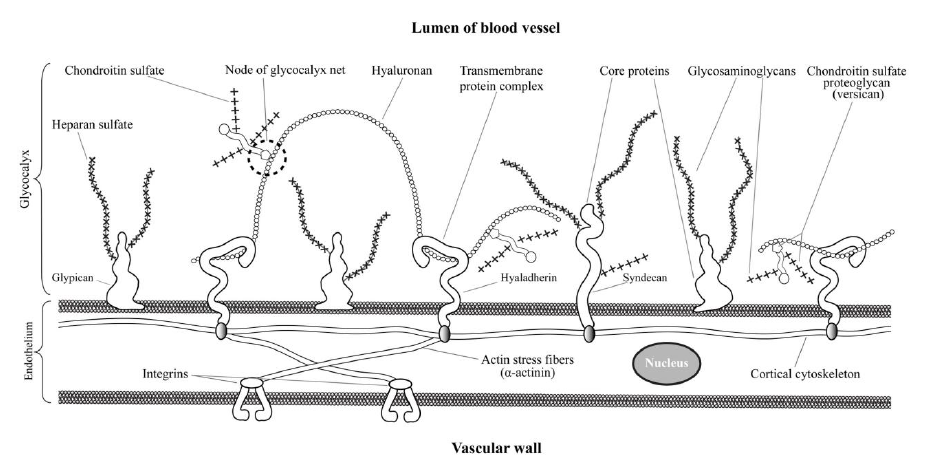 Lumen of blood vessel
Chondroitin sulfate
Node of glycocalyx net
Hyaluronan
Transmembrane
protein complex
Core proteins
Glycosaminoglycans
Chondroitin sulfate
proteoglycan
(versican)
Heparan sulfate
Glycocalyx
Glypican
Hyaladherin
Syndecan
Endothelium
Integrins
Actin stress fibers
(α-actinin)
Nucleus
Cortical cytoskeleton
Vascular wall